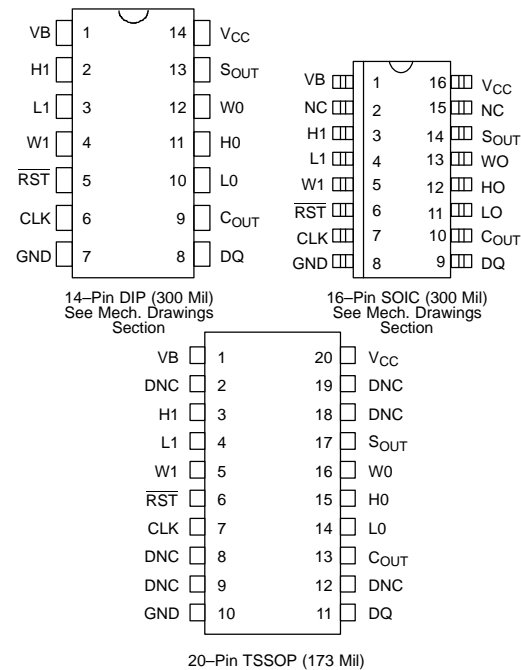 VB 1 14 VCC
H1 2 13 SOUT
L1 3 12 W0
W1 4 11 H0
RST 5 10 L0
CLK 6 9 COUT
GND 7 8 DQ
14–Pin DIP (300 Mil)
See Mech. Drawings
Section
VB 1 16 VCC
NC 2 15 NC
H1 3 14 SOUT
L1 4 13 WO
W1 5 12 HO
RST 6 11 LO
CLK 7 10 COUT
GND 8 9 DQ
16–Pin SOIC (300 Mil)
See Mech. Drawings
Section
VB 1 20 VCC
DNC 2 19 DNC
H1 3 18 DNC
L1 4 17 SOUT
W1 5 16 W0
RST 6 15 H0
CLK 7 14 L0
DNC 8 13 COUT
DNC 9 12 DNC
GND 10 11 DQ
20–Pin TSSOP (173 Mil)